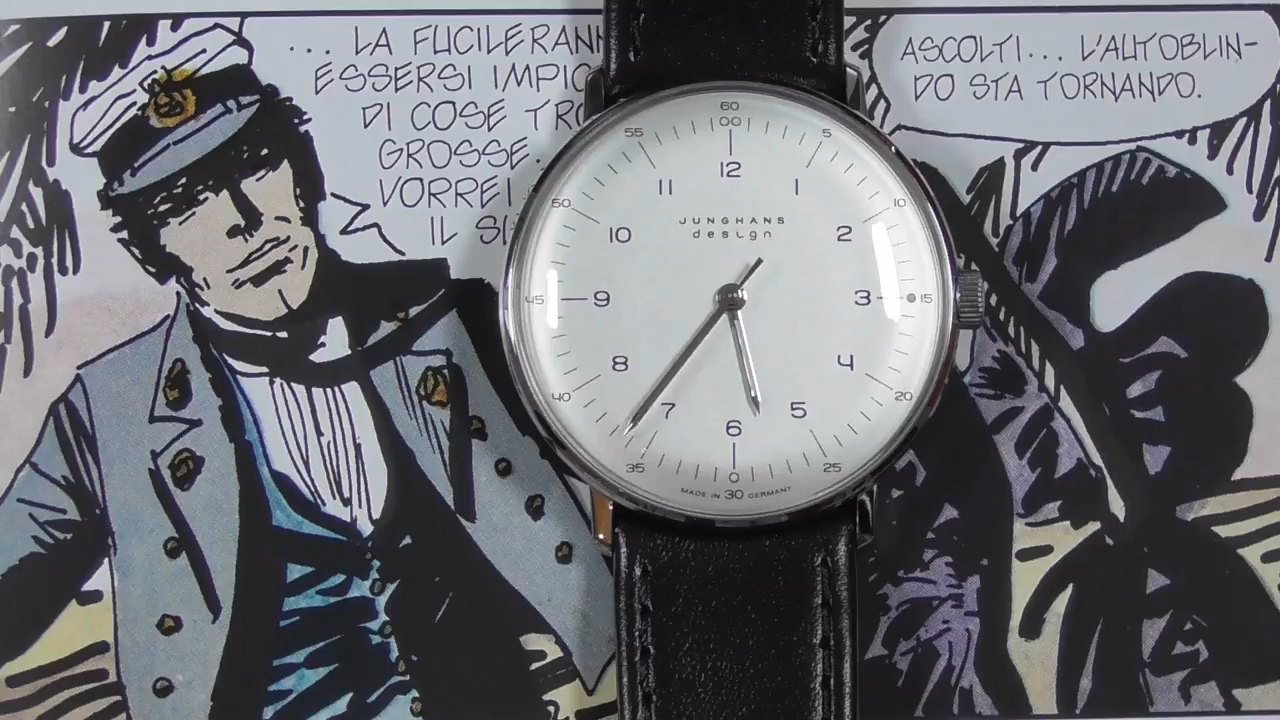 ... LA FUCILERANN
ESSERSI IMPIC
DI COSE TRO
GROSSE.
VORREI
IL SI
ASCOLTI... L'AUTOBLIN-
DO STA TORNANDO.
60
00
55 5
12
11 1
50 10
JUNGHANS
design
10 2
45 9 3 15
8 4
40 20
7 5
6
35 25
0
MADE IN 30 GERMANY